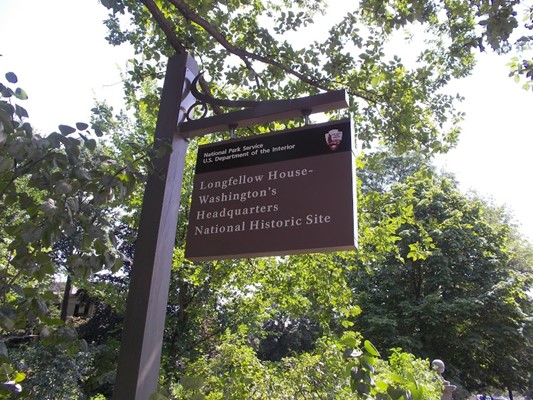 National Park Service
U.S. Department of the Interior
Longfellow House-
Washington's
Headquarters
National Historic Site